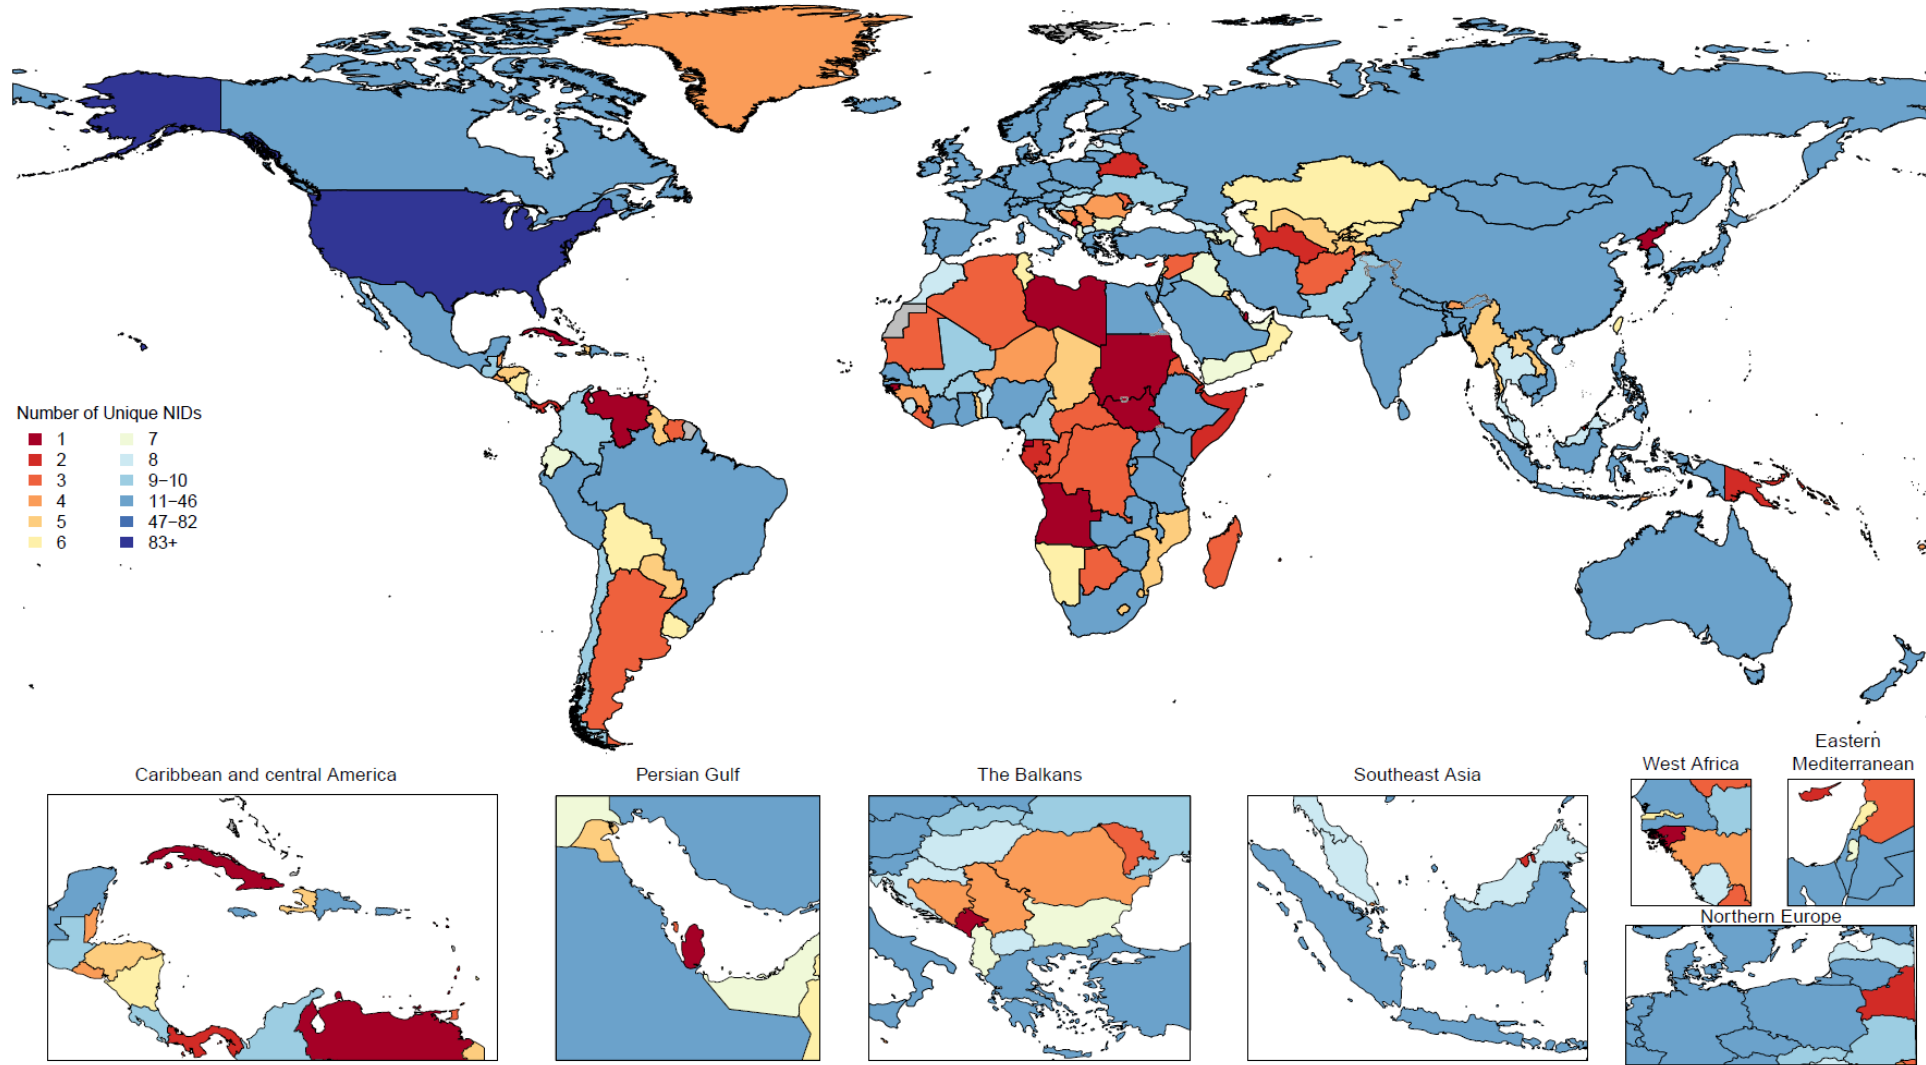 Number of Unique NIDs
1
2
3
4
5
6
7
8
9−10
11−46
47−82
83+
Caribbean and central America
Persian Gulf
The Balkans
Southeast Asia
West Africa
Eastern
Mediterranean
Northern Europe